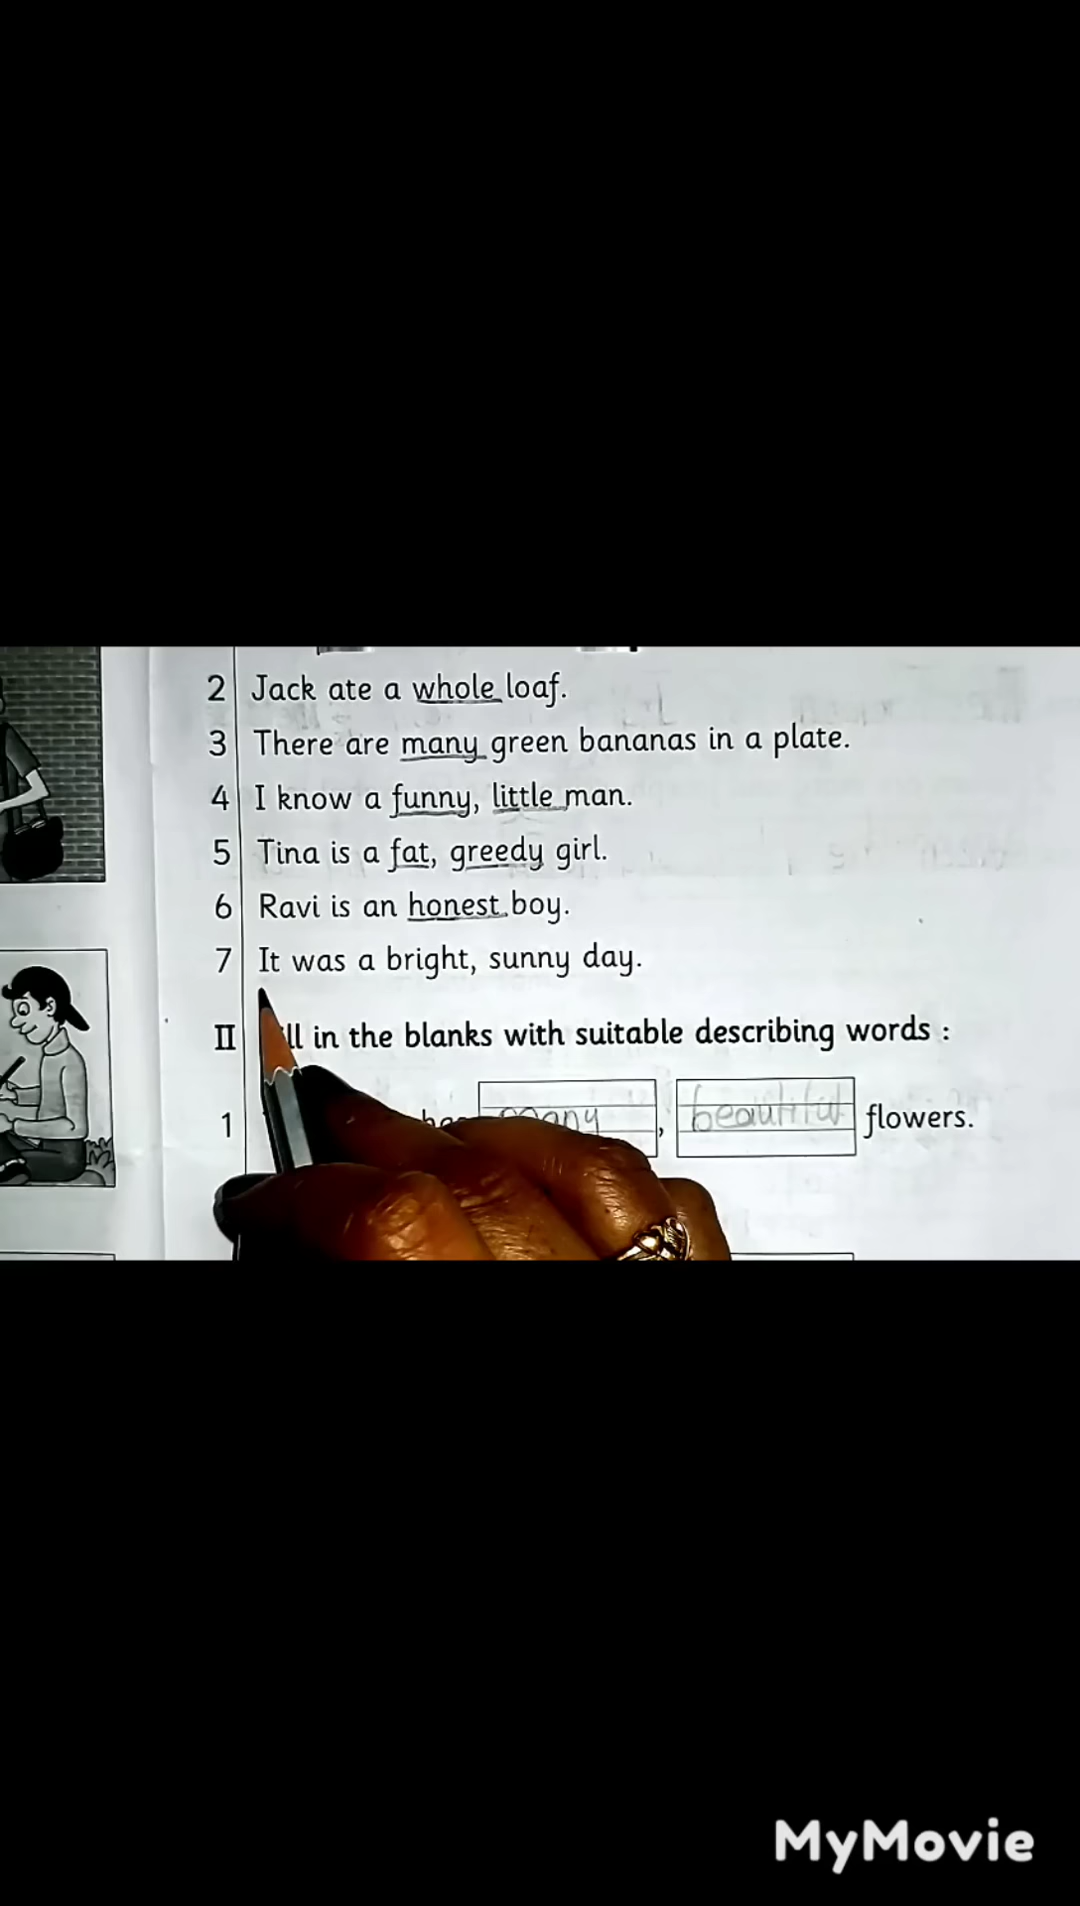 2 Jack ate a whole loaf.
3 There are many green bananas in a plate.
4 I know a funny, little man.
5 Tina is a fat, greedy girl.
6 Ravi is an honest boy.
7 It was a bright, sunny day.
II in the blanks with suitable describing words :
1 many, beautiful flowers.
MyMovie